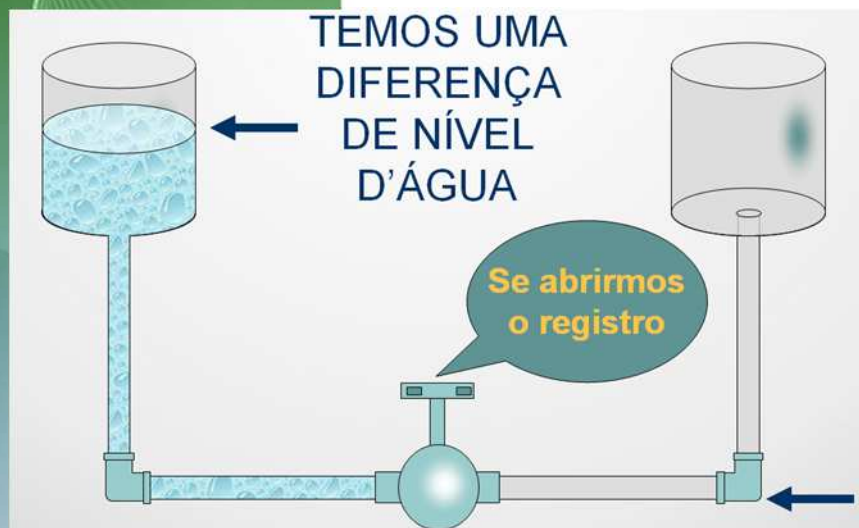 TEMOS UMA
DIFERENÇA
DE NÍVEL
D’ÁGUA
Se abrirmos
o registro